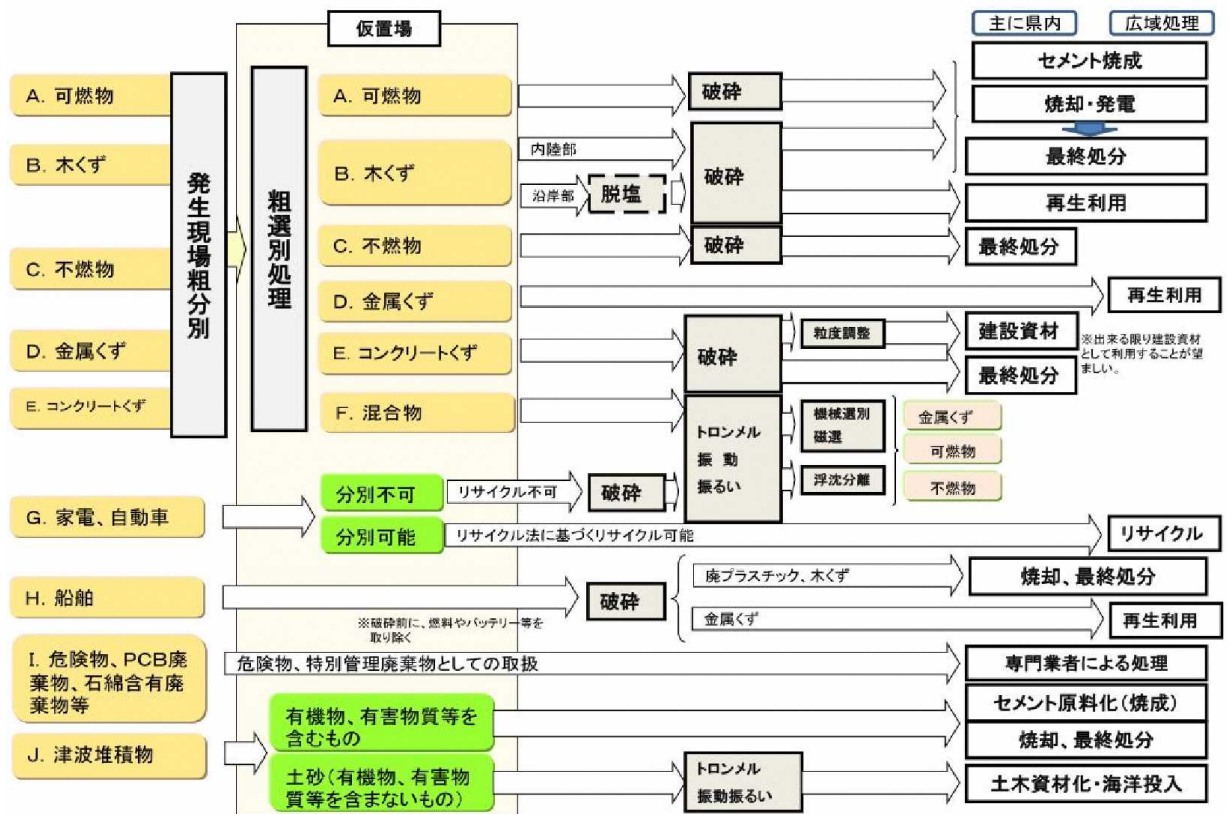 仮置場
主に県内
広域処理
A. 可燃物
B. 木くず
C. 不燃物
D. 金属くず
E. コンクリートくず
発生現場粗分別
粗選別処理
A. 可燃物
破砕
セメント焼成
焼却・発電
最終処分
B. 木くず
内陸部
沿岸部
脱塩
破砕
再生利用
C. 不燃物
破砕
最終処分
D. 金属くず
再生利用
E. コンクリートくず
破砕
粒度調整
建設資材
※出来る限り建設資材
として利用することが望
ましい。
最終処分
F. 混合物
トロンメル
振 動
振るい
機械選別
磁選
浮沈分離
金属くず
可燃物
不燃物
G. 家電、自動車
分別不可
リサイクル不可
破砕
分別可能
リサイクル法に基づくリサイクル可能
リサイクル
H. 船舶
※破砕前に、燃料やバッテリー等を
取り除く
破砕
廃プラスチック、木くず
焼却、最終処分
金属くず
再生利用
I. 危険物、PCB廃
棄物、石綿含有廃
棄物等
危険物、特別管理廃棄物としての取扱
専門業者による処理
J. 津波堆積物
有機物、有害物質等を
含むもの
セメント原料化(焼成)
焼却、最終処分
土砂(有機物、有害物
質等を含まないもの)
トロンメル
振動振るい
土木資材化・海洋投入